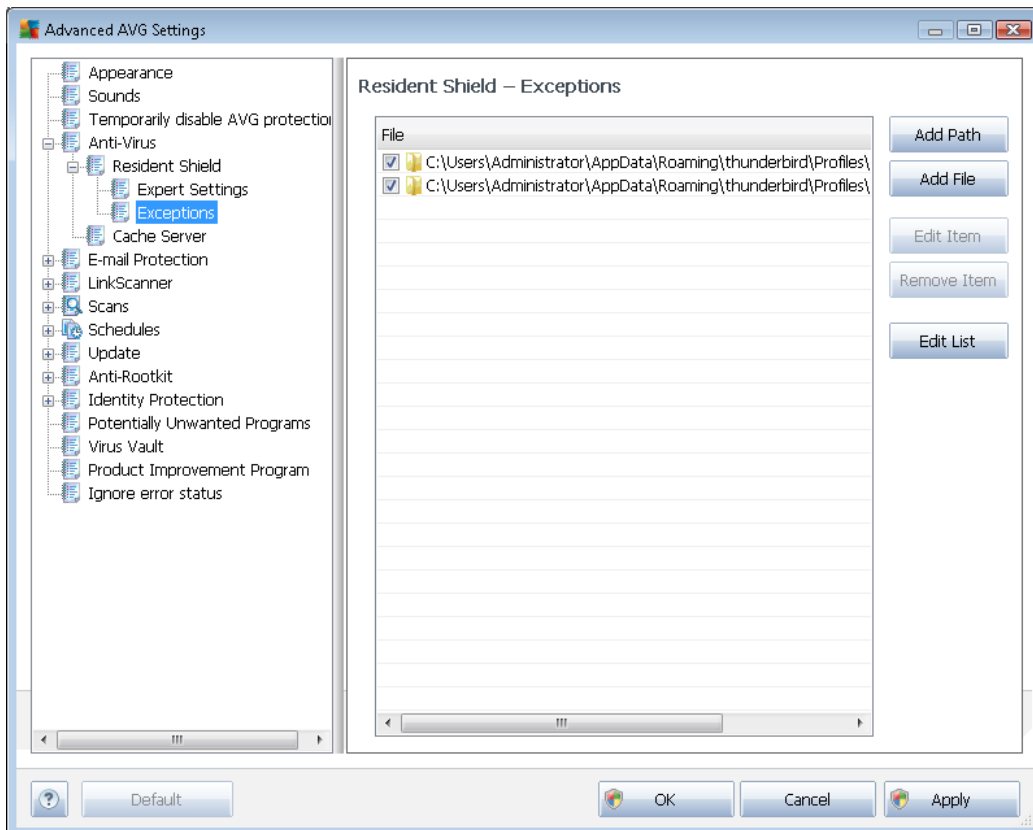 Advanced AVG Settings
Appearance
Sounds
Temporarily disable AVG protection
Anti-Virus
Resident Shield
Expert Settings
Exceptions
Cache Server
E-mail Protection
LinkScanner
Scans
Schedules
Update
Anti-Rootkit
Identity Protection
Potentially Unwanted Programs
Virus Vault
Product Improvement Program
Ignore error status
Resident Shield – Exceptions
File
C:\Users\Administrator\AppData\Roaming\thunderbird\Profiles\
C:\Users\Administrator\AppData\Roaming\thunderbird\Profiles\
Add Path
Add File
Edit Item
Remove Item
Edit List
?
Default
OK
Cancel
Apply